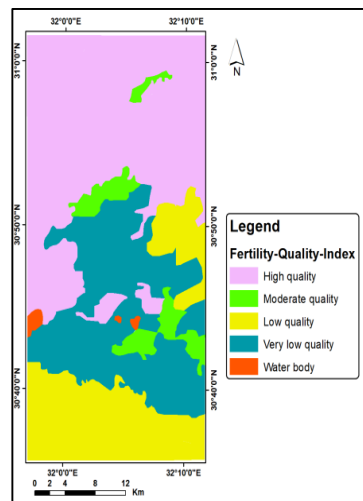 32°0'0"E 32°10'0"E
31°0'0"N 31°0'0"N
N
30°50'0"N 30°50'0"N
Legend
Fertility-Quality-Index
High quality
Moderate quality
Low quality
Very low quality
Water body
30°40'0"N 30°40'0"N
32°0'0"E 32°10'0"E
0 2 4 8 12
Km